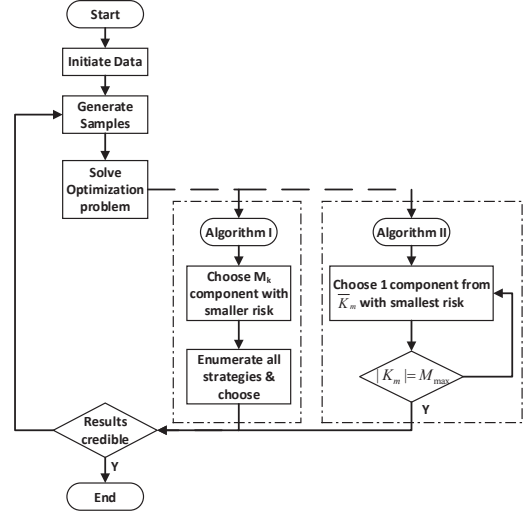 Start
Initiate Data
Generate
Samples
Solve
Optimization
problem
Algorithm I
Choose Mₖ
component with
smaller risk
Enumerate all
strategies &
choose
Algorithm II
Choose 1 component from
K̅ₘ with smallest risk
|Kₘ|=Mₘₐₓ
Y
Results
credible
Y
End